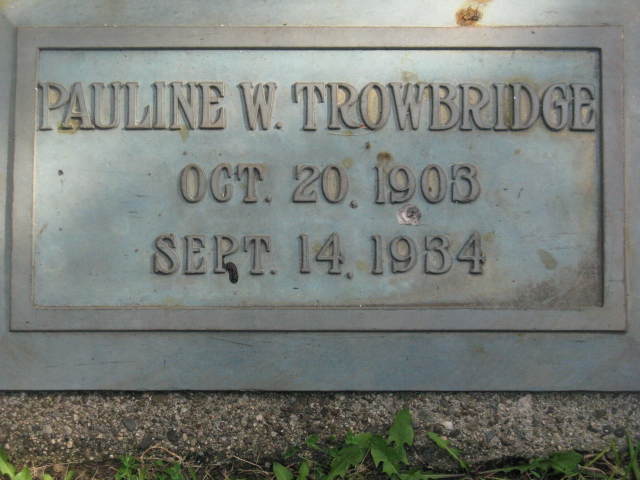 PAULINE W. TROWBRIDGE
OCT. 20. 1903
SEPT. 14. 1934